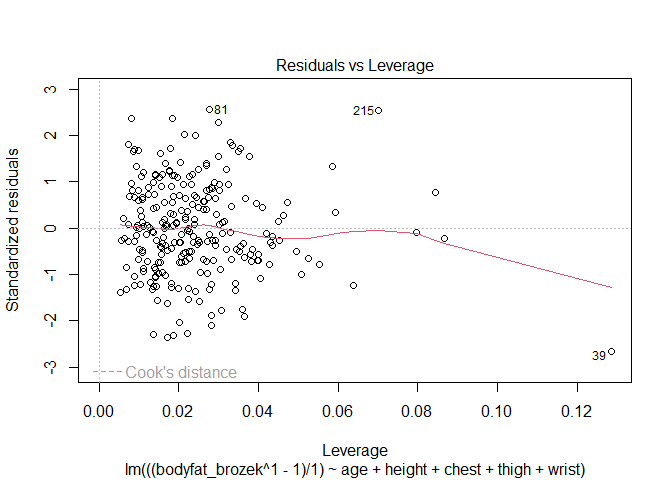 Residuals vs Leverage
3
2
1
0
-1
-2
-3
Standardized residuals
81
215
39
Cook's distance
0.00 0.02 0.04 0.06 0.08 0.10 0.12
Leverage
lm(((bodyfat_brozek^1 - 1)/1) ~ age + height + chest + thigh + wrist)